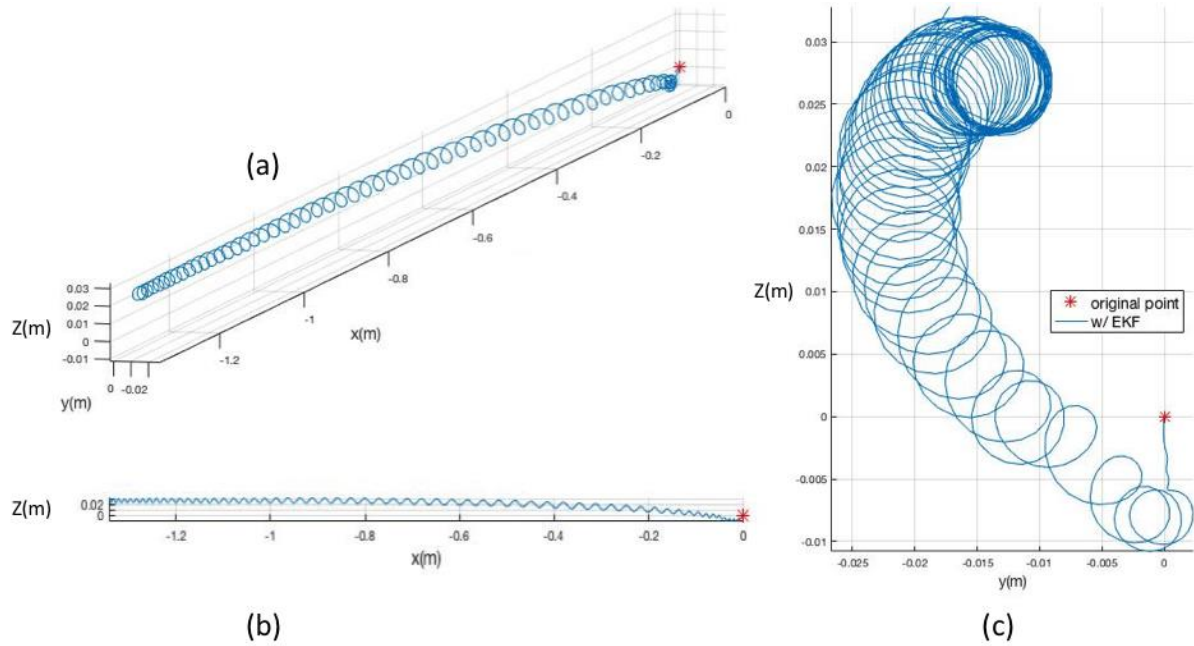 (a)
0
-0.2
-0.4
-0.6
-0.8
-1
-1.2
x(m)
0.03
0.02
0.01
0
-0.01
Z(m)
0 -0.02
y(m)
Z(m)
0.02
0
-1.2 -1 -0.8 -0.6 -0.4 -0.2 0
x(m)
(b)
0.03
0.025
0.02
0.015
0.01
0.005
0
-0.005
-0.01
Z(m)
original point
w/ EKF
-0.025 -0.02 -0.015 -0.01 -0.005 0
y(m)
(c)